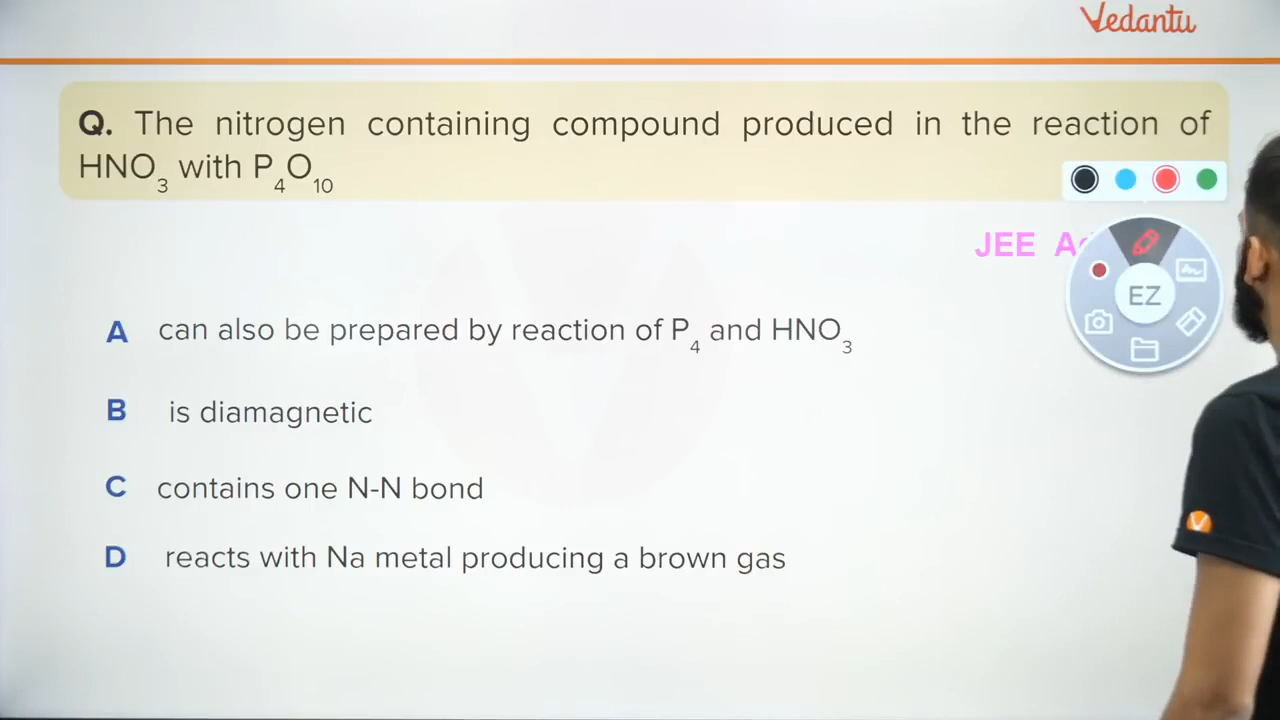 Vedantu
Q. The nitrogen containing compound produced in the reaction of
HNO₃ with P₄O₁₀
JEE
EZ
A can also be prepared by reaction of P₄ and HNO₃
B is diamagnetic
C contains one N-N bond
D reacts with Na metal producing a brown gas